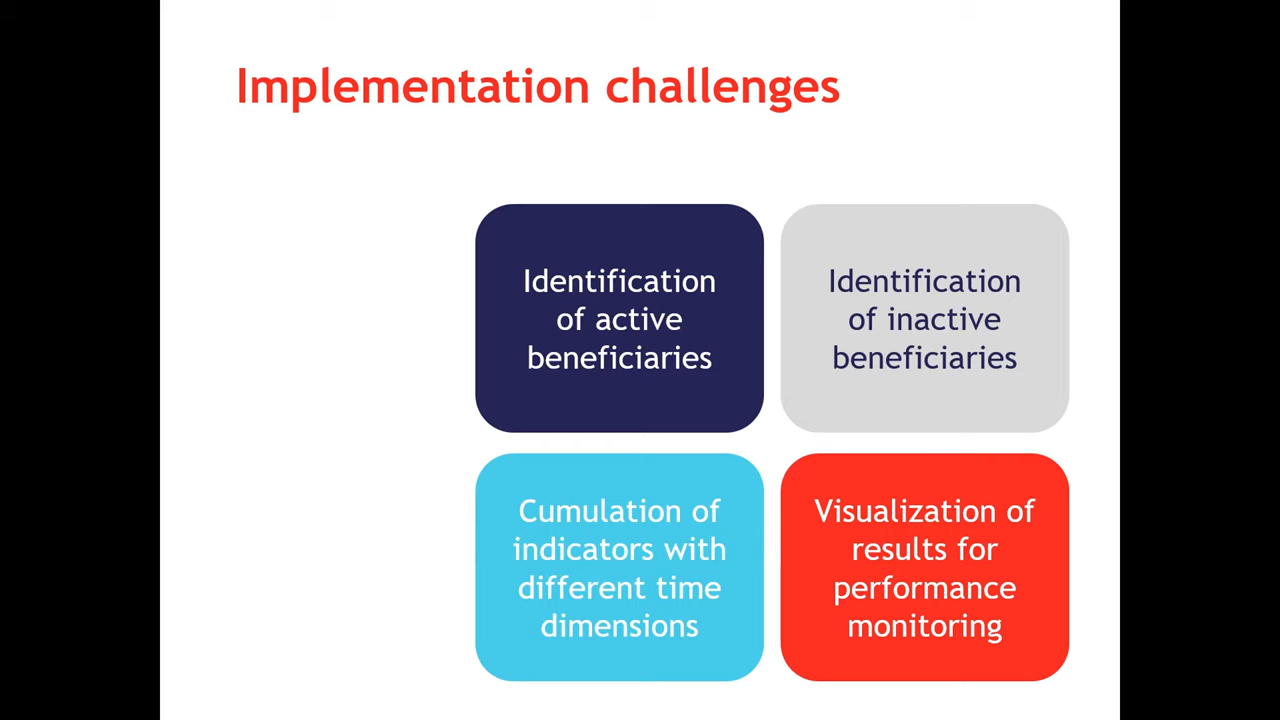 Implementation challenges
Identification
of active
beneficiaries
Identification
of inactive
beneficiaries
Cumulation of
indicators with
different time
dimensions
Visualization of
results for
performance
monitoring